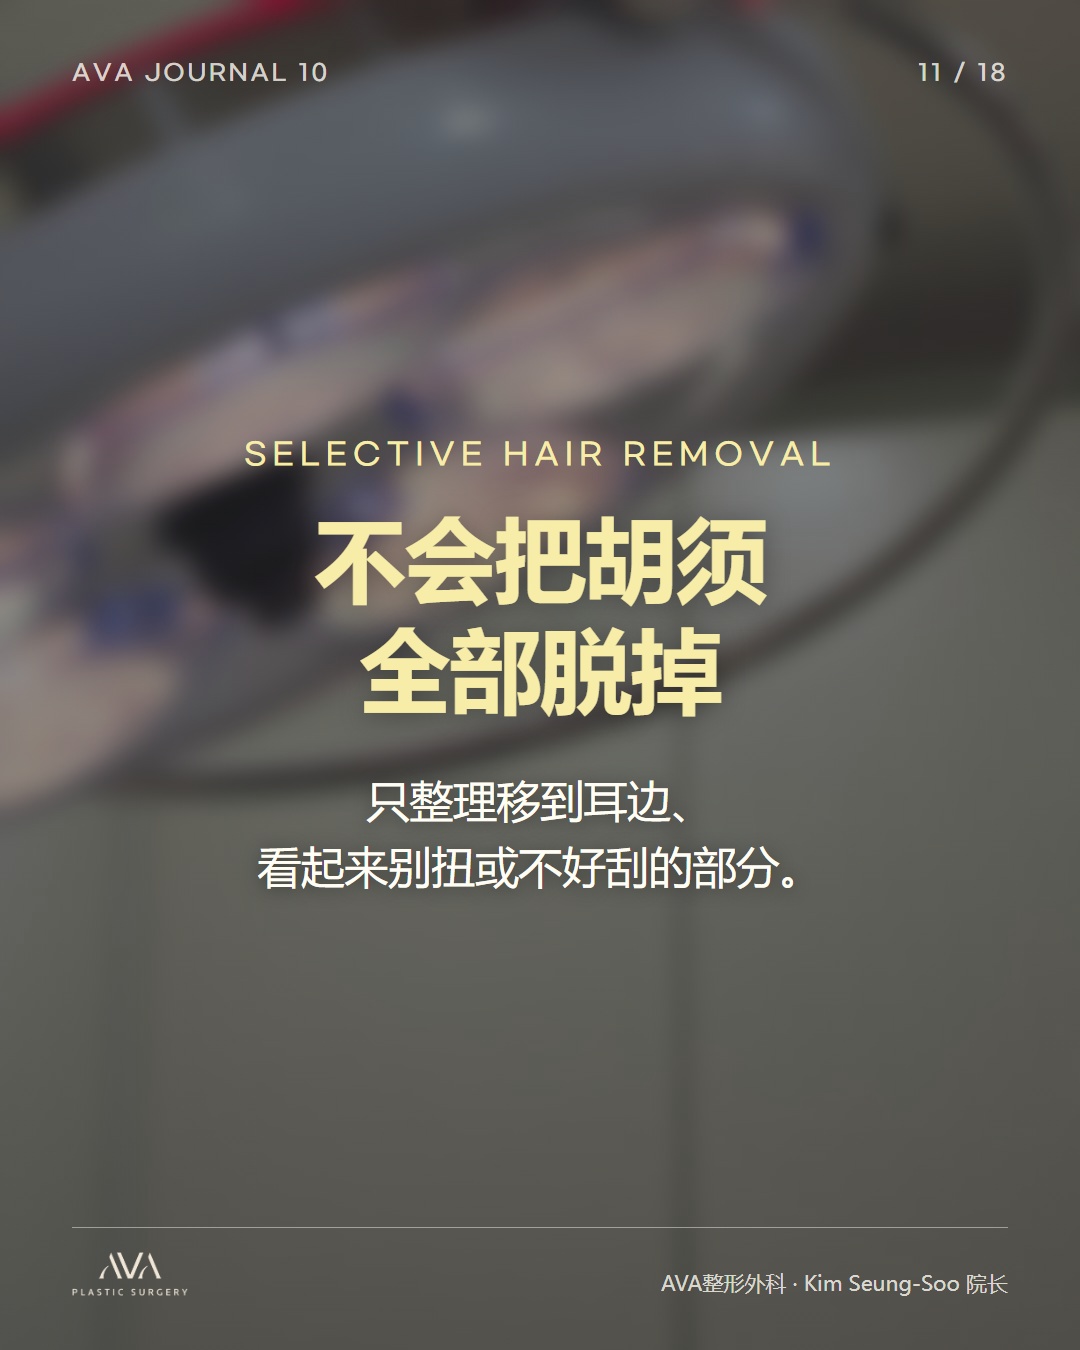 AVA JOURNAL 10
11 / 18
SELECTIVE HAIR REMOVAL
不会把胡须
全部脱掉
只整理移到耳边、
看起来别扭或不好刮的部分。
AVA
PLASTIC SURGERY
AVA整形外科 · Kim Seung-Soo 院长